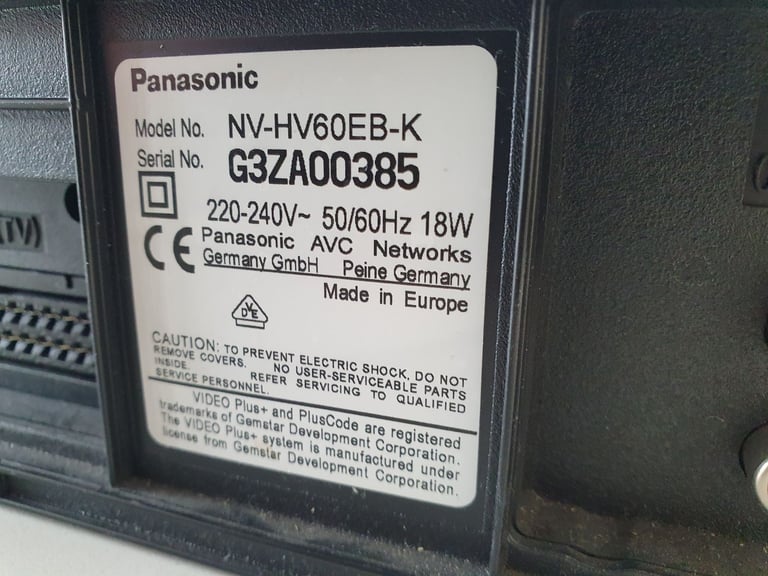 Panasonic
Model No. NV-HV60EB-K
Serial No. G3ZA00385
220-240V~ 50/60Hz 18W
CE Panasonic AVC Networks
Germany GmbH Peine Germany
Made in Europe
DVE
CAUTION: TO PREVENT ELECTRIC SHOCK, DO NOT
REMOVE COVERS. NO USER-SERVICEABLE PARTS
INSIDE. REFER SERVICING TO QUALIFIED
SERVICE PERSONNEL.
VIDEO Plus+ and PlusCode are registered
trademarks of Gemstar Development Corporation.
The VIDEO Plus+ system is manufactured under
license from Gemstar Development Corporation.
TV)